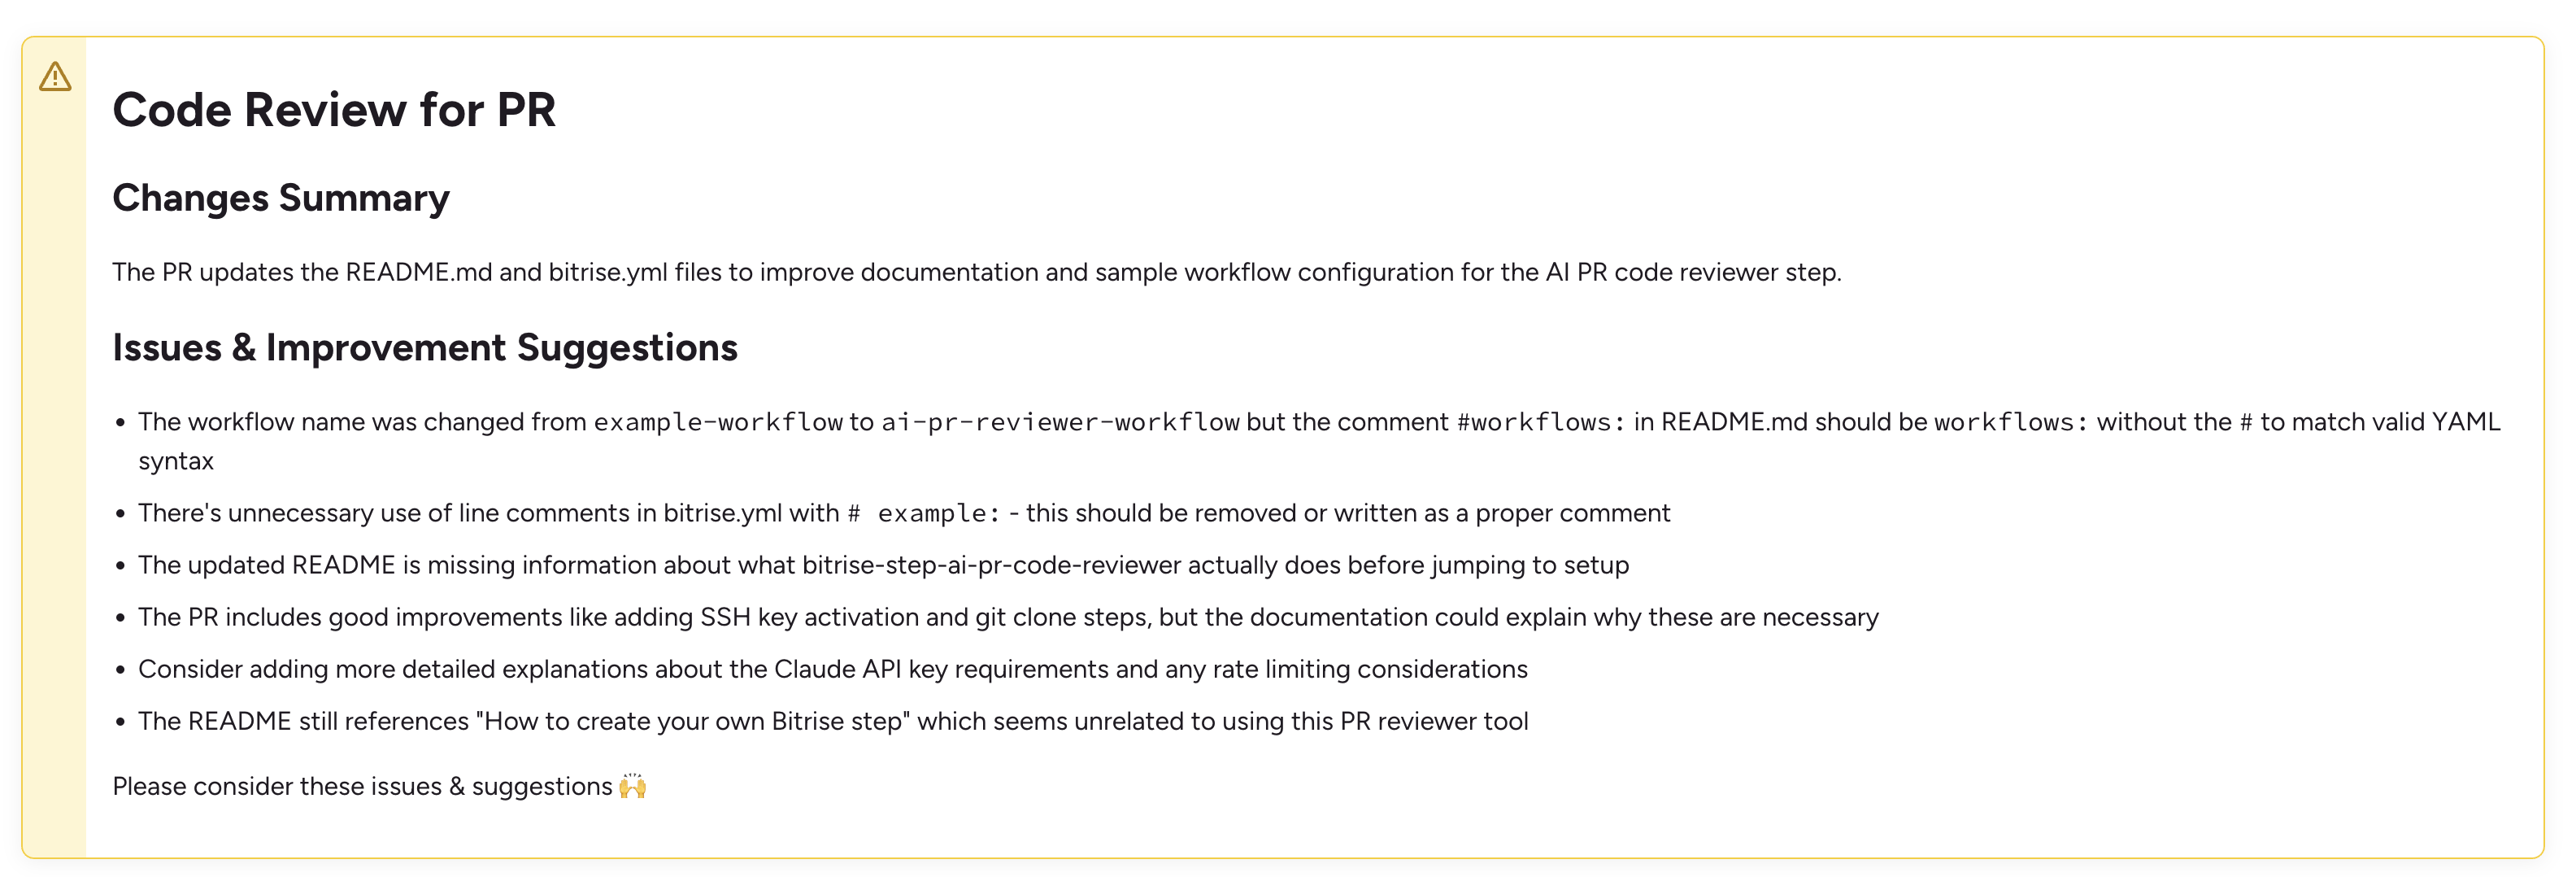 Code Review for PR
Changes Summary
The PR updates the README.md and bitrise.yml files to improve documentation and sample workflow configuration for the AI PR code reviewer step.
Issues & Improvement Suggestions
• The workflow name was changed from example-workflow to ai-pr-reviewer-workflow but the comment #workflows: in README.md should be workflows: without the # to match valid YAML
syntax
• There's unnecessary use of line comments in bitrise.yml with # example: - this should be removed or written as a proper comment
• The updated README is missing information about what bitrise-step-ai-pr-code-reviewer actually does before jumping to setup
• The PR includes good improvements like adding SSH key activation and git clone steps, but the documentation could explain why these are necessary
• Consider adding more detailed explanations about the Claude API key requirements and any rate limiting considerations
• The README still references "How to create your own Bitrise step" which seems unrelated to using this PR reviewer tool
Please consider these issues & suggestions 🙌